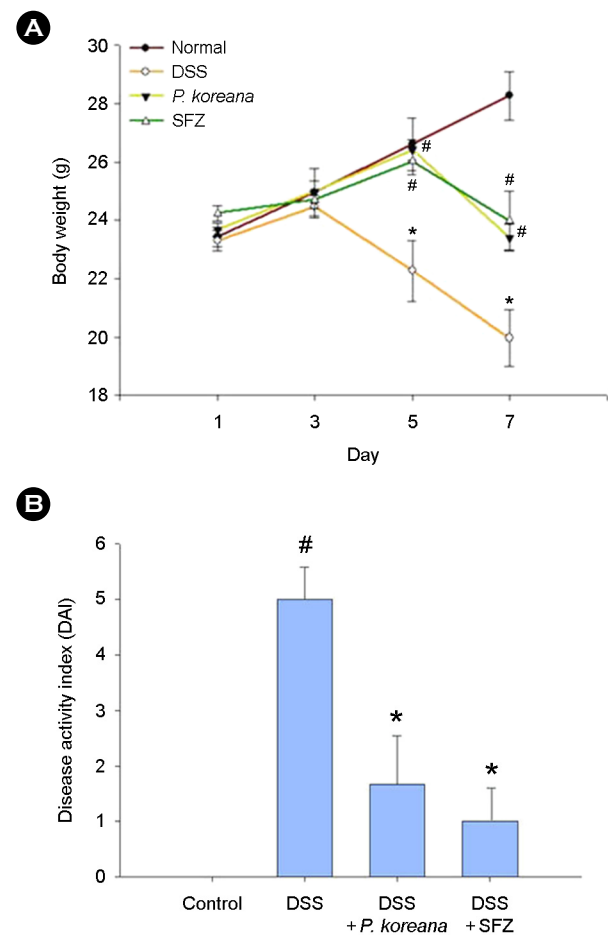 A
30
28
26
24
22
20
18
Body weight (g)
Normal
DSS
P. koreana
SFZ
#
#
*
#
#
*
1 3 5 7
Day
B
6
5
4
3
2
1
0
Disease activity index (DAI)
#
*
*
Control DSS DSS DSS
+ P. koreana + SFZ